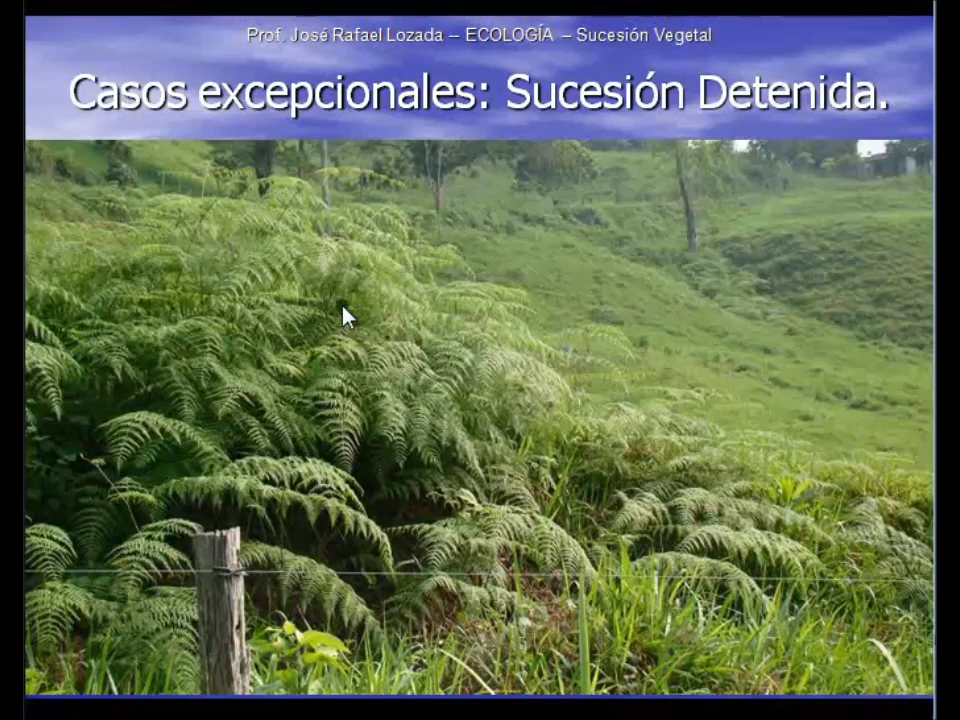 Prof. José Rafael Lozada -- ECOLOGÍA – Sucesión Vegetal
Casos excepcionales: Sucesión Detenida.